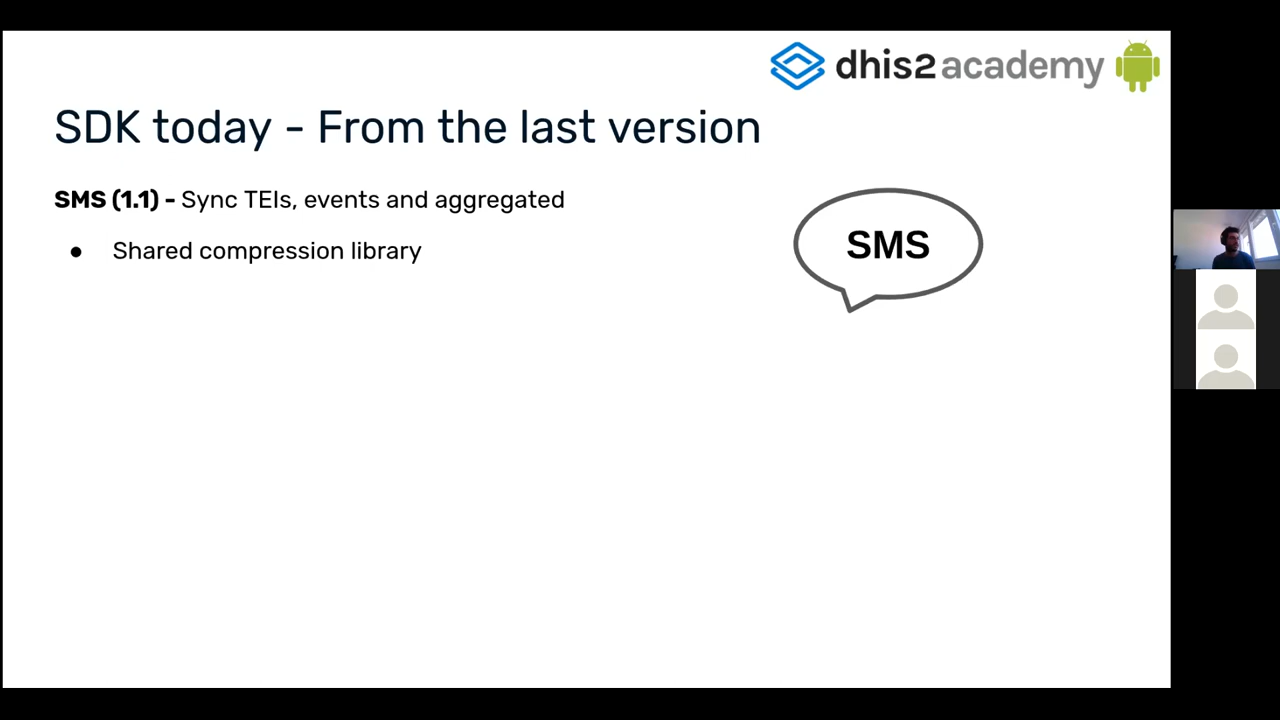 dhis2 academy
SDK today - From the last version
SMS (1.1) - Sync TEIs, events and aggregated
● Shared compression library
SMS